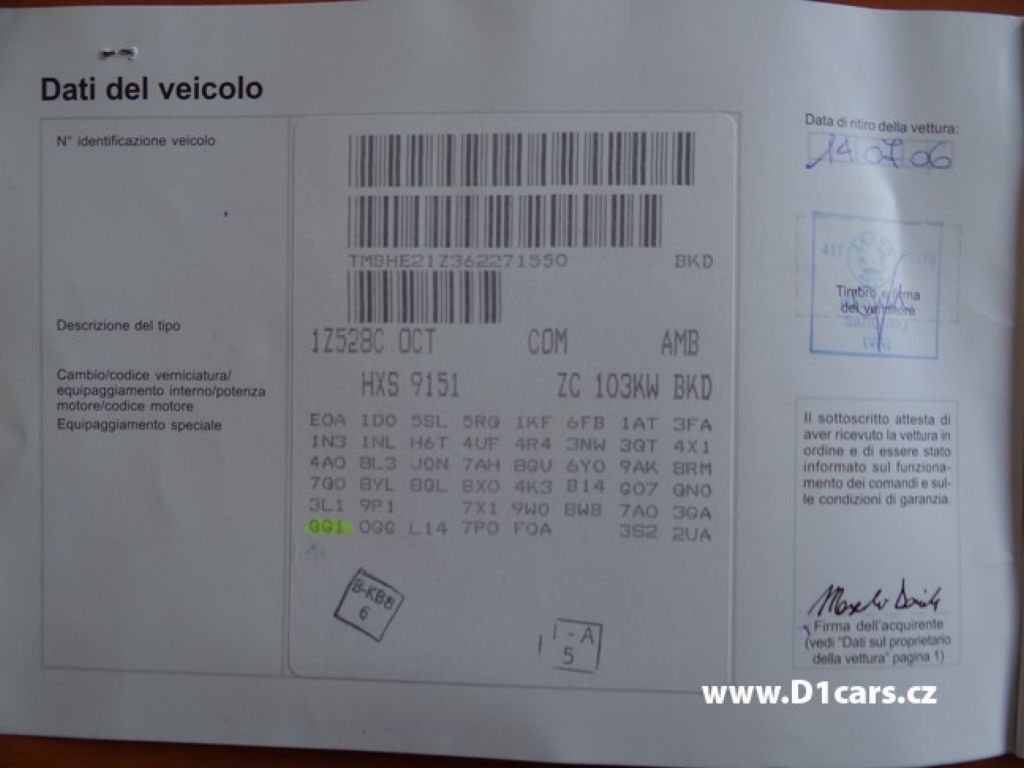 Dati del veicolo
N° identificazione veicolo
TMBHE21Z362271550 BKD
Descrizione del tipo
1Z528C OCT COM AMB
Cambio/codice verniciatura/
equipaggiamento interno/potenza
motore/codice motore
HXS 9151 ZC 103KW BKD
Equipaggiamento speciale
E0A 1D0 5SL 5RQ 1KF 6FB 1AT 3FA
1N3 1NL H6T 4UF 4R4 3NW 3QT 4X1
4A0 8L3 J0N 7AH 8GU 6Y0 9AK 8RM
7Q0 8YL 8GL 8X0 4K3 B14 G07 QN0
3L1 9P1 7X1 9W0 8WB 7A0 3GA
QG1 0GG L14 7P0 F0A 3S2 2UA
B-KB8
6
1-A
5
Data di ritiro della vettura:
14 07 06
Timbro e firma
del venditore
Il sottoscritto attesta di
aver ricevuto la vettura in
ordine e di essere stato
informato sul funziona-
mento dei comandi e sul-
le condizioni di garanzia.
Firma dell'acquirente
(vedi "Dati sul proprietario
della vettura" pagina 1)
www.D1cars.cz